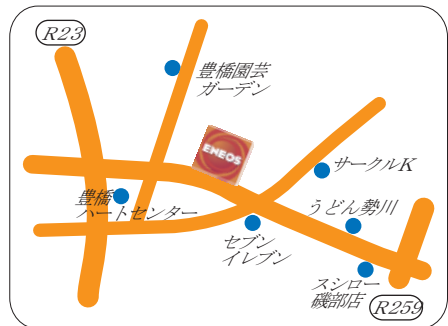 R23
豊橋園芸
ガーデン
ENEOS
サークルK
豊橋
ハートセンター
うどん勢川
セブン
イレブン
スシロー
磯部店
R259